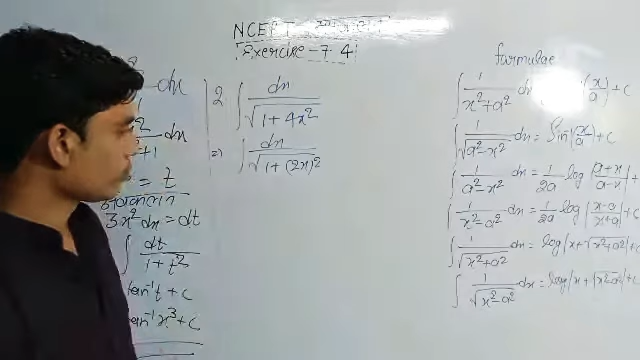 NCERT
Exercise - 7.4
dx
dx
+1
= t
3x² dx = dt
∫ dt / 1 + t²
tan⁻¹ t + c
tan⁻¹ x³ + c
2 ∫ dx / √1 + 4x²
⇒ ∫ dx / √1 + (2x)²
formulae
∫ 1 / x² + a² dx (x/a) + c
∫ 1 / √a² - x² dx = sin⁻¹ (x/a) + c
∫ 1 / a² - x² dx = 1/2a log |a + x / a - x| +
∫ 1 / x² - a² dx = 1/2a log |x - a / x + a| + c
∫ 1 / √x² + a² dx = log |x + √x² + a²| + c
∫ 1 / √x² - a² dx = log |x + √x² - a²| + c